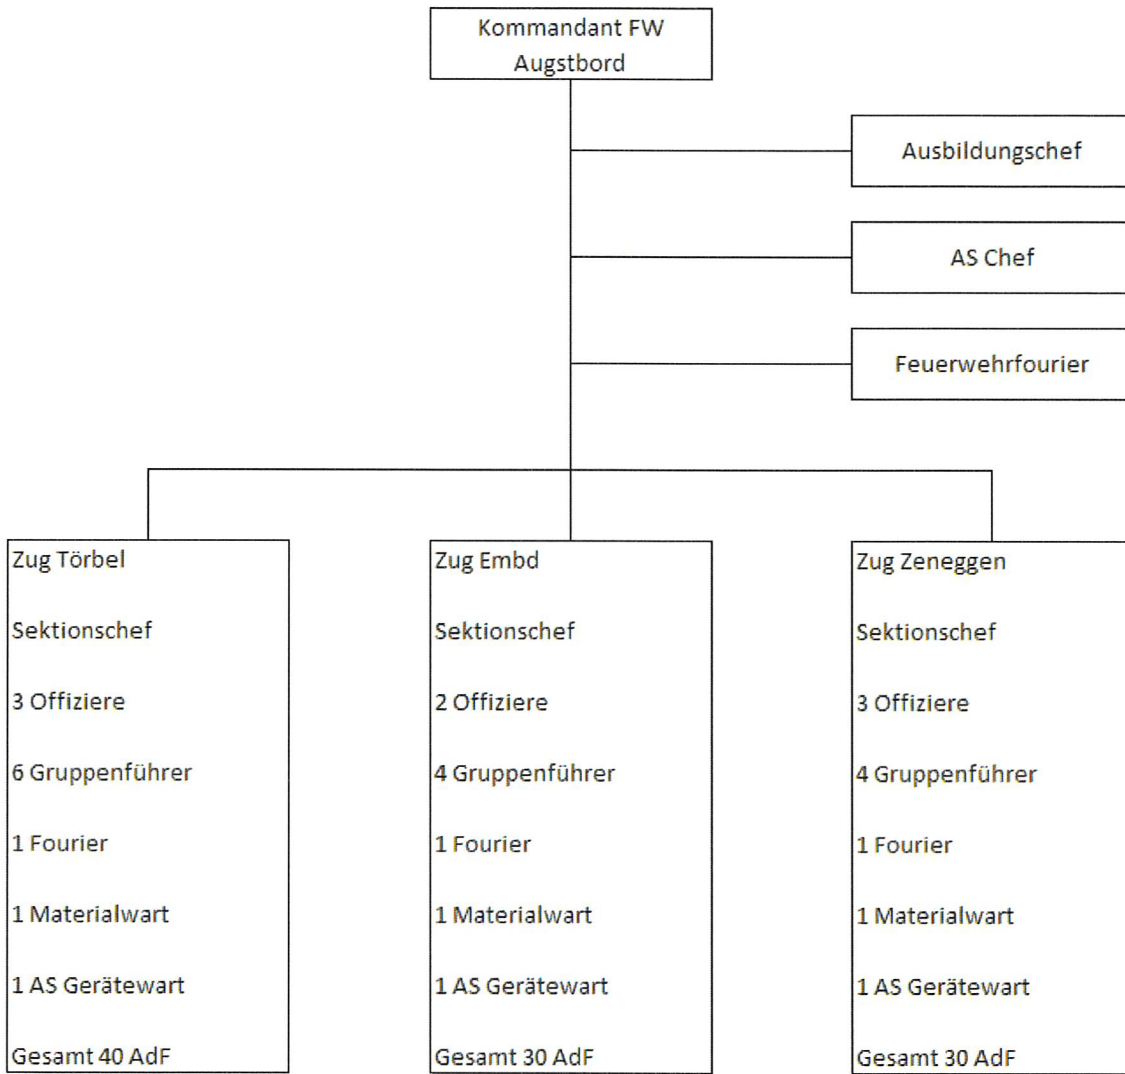 Kommandant FW
Augstbord
Ausbildungschef
AS Chef
Feuerwehrfourier
Zug Törbel
Sektionschef
3 Offiziere
6 Gruppenführer
1 Fourier
1 Materialwart
1 AS Gerätewart
Gesamt 40 AdF
Zug Embd
Sektionschef
2 Offiziere
4 Gruppenführer
1 Fourier
1 Materialwart
1 AS Gerätewart
Gesamt 30 AdF
Zug Zeneggen
Sektionschef
3 Offiziere
4 Gruppenführer
1 Fourier
1 Materialwart
1 AS Gerätewart
Gesamt 30 AdF